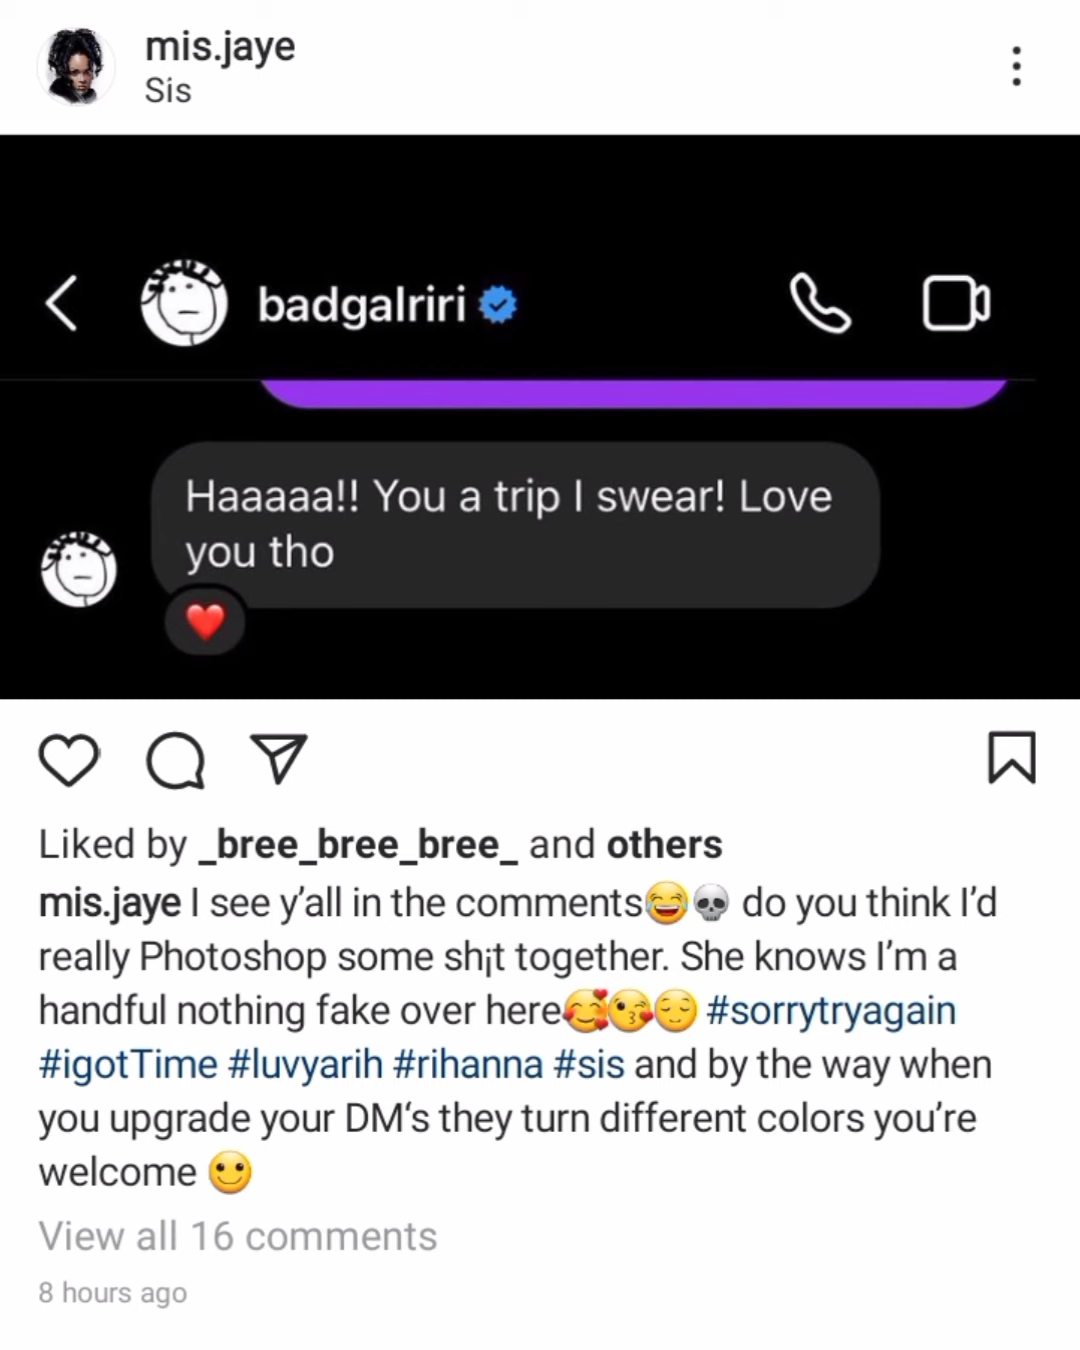 mis.jaye
Sis
badgalriri
Haaaaa!! You a trip I swear! Love
you tho
Liked by _bree_bree_bree_ and others
mis.jaye I see y’all in the comments😂💀 do you think I’d
really Photoshop some sh¡t together. She knows I’m a
handful nothing fake over here🥰😘😌 #sorrytryagain
#igotTime #luvyarih #rihanna #sis and by the way when
you upgrade your DM‘s they turn different colors you’re
welcome 🙂
View all 16 comments
8 hours ago